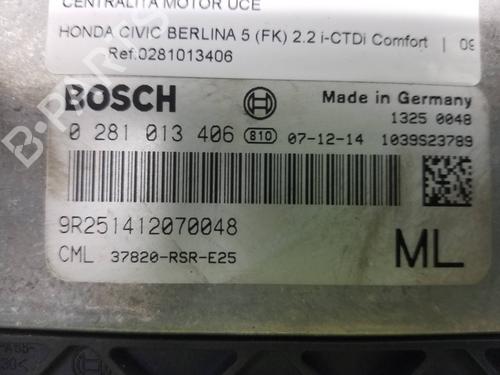 CENTRALITA MOTOR UCE
HONDA CIVIC BERLINA 5 (FK) 2.2 i-CTDi Comfort | 09
Ref.0281013406
BOSCH Made in Germany
1325 0048
0 281 013 406 810 07-12-14 1039S23789
9R251412070048
CML 37820-RSR-E25 ML